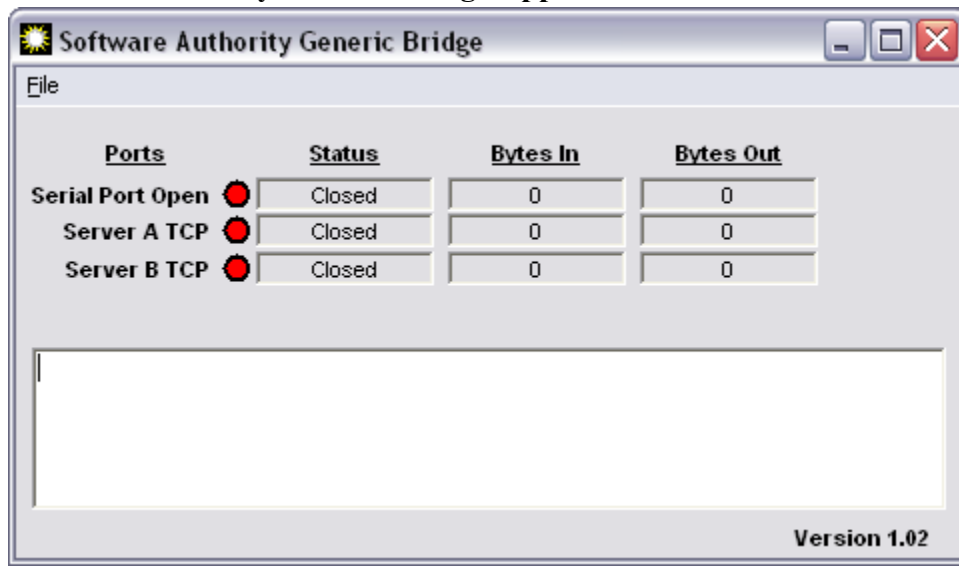 Software Authority Generic Bridge
File
Ports Status Bytes In Bytes Out
Serial Port Open Closed 0 0
Server A TCP Closed 0 0
Server B TCP Closed 0 0
Version 1.02